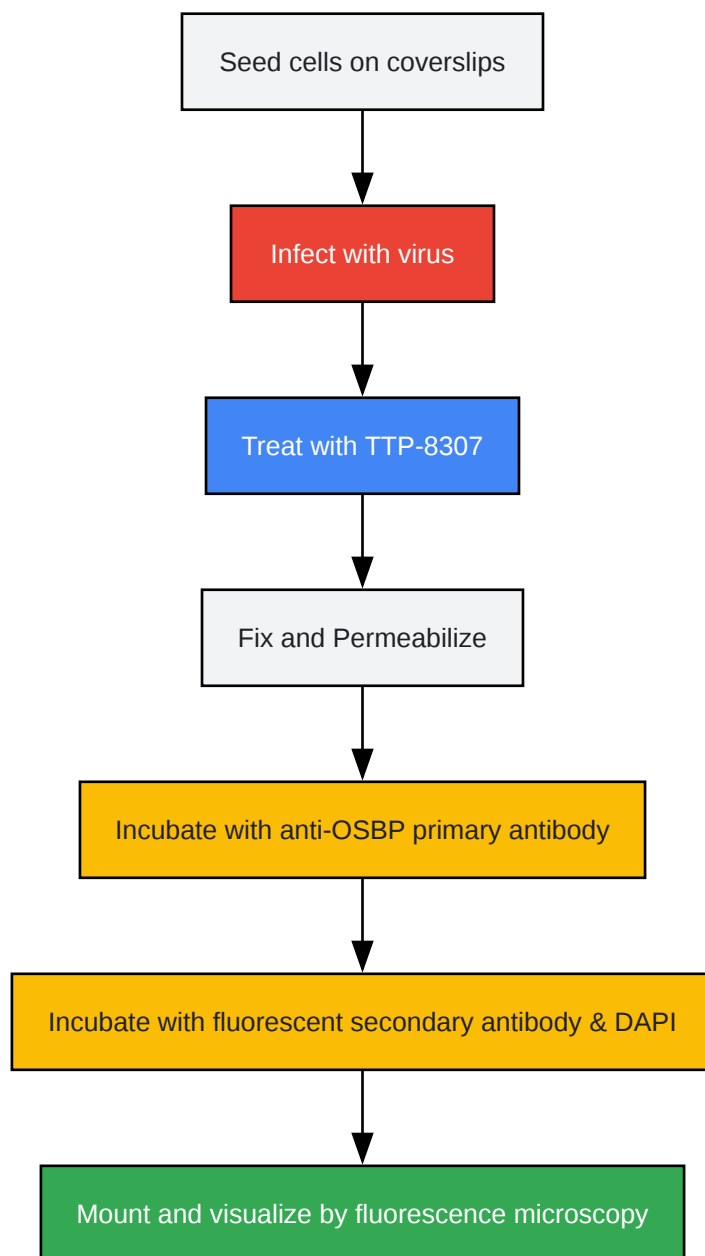 Seed cells on coverslips
Infect with virus
Treat with TTP-8307
Fix and Permeabilize
Incubate with anti-OSBP primary antibody
Incubate with fluorescent secondary antibody & DAPI
Mount and visualize by fluorescence microscopy